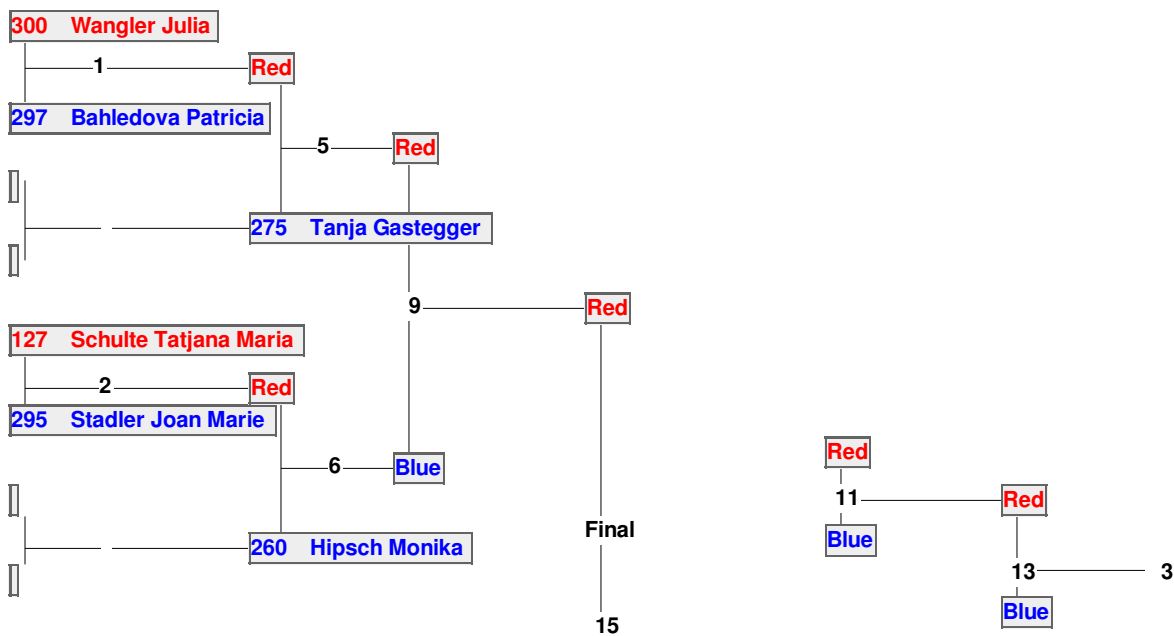 300 Wangler Julia
1 Red
297 Bahledova Patricia
5 Red
275 Tanja Gastegger
9 Red
127 Schulte Tatjana Maria
2 Red
295 Stadler Joan Marie
Red
6 Blue
11 Red
Final
Blue
260 Hipsch Monika
13 3
Blue
15